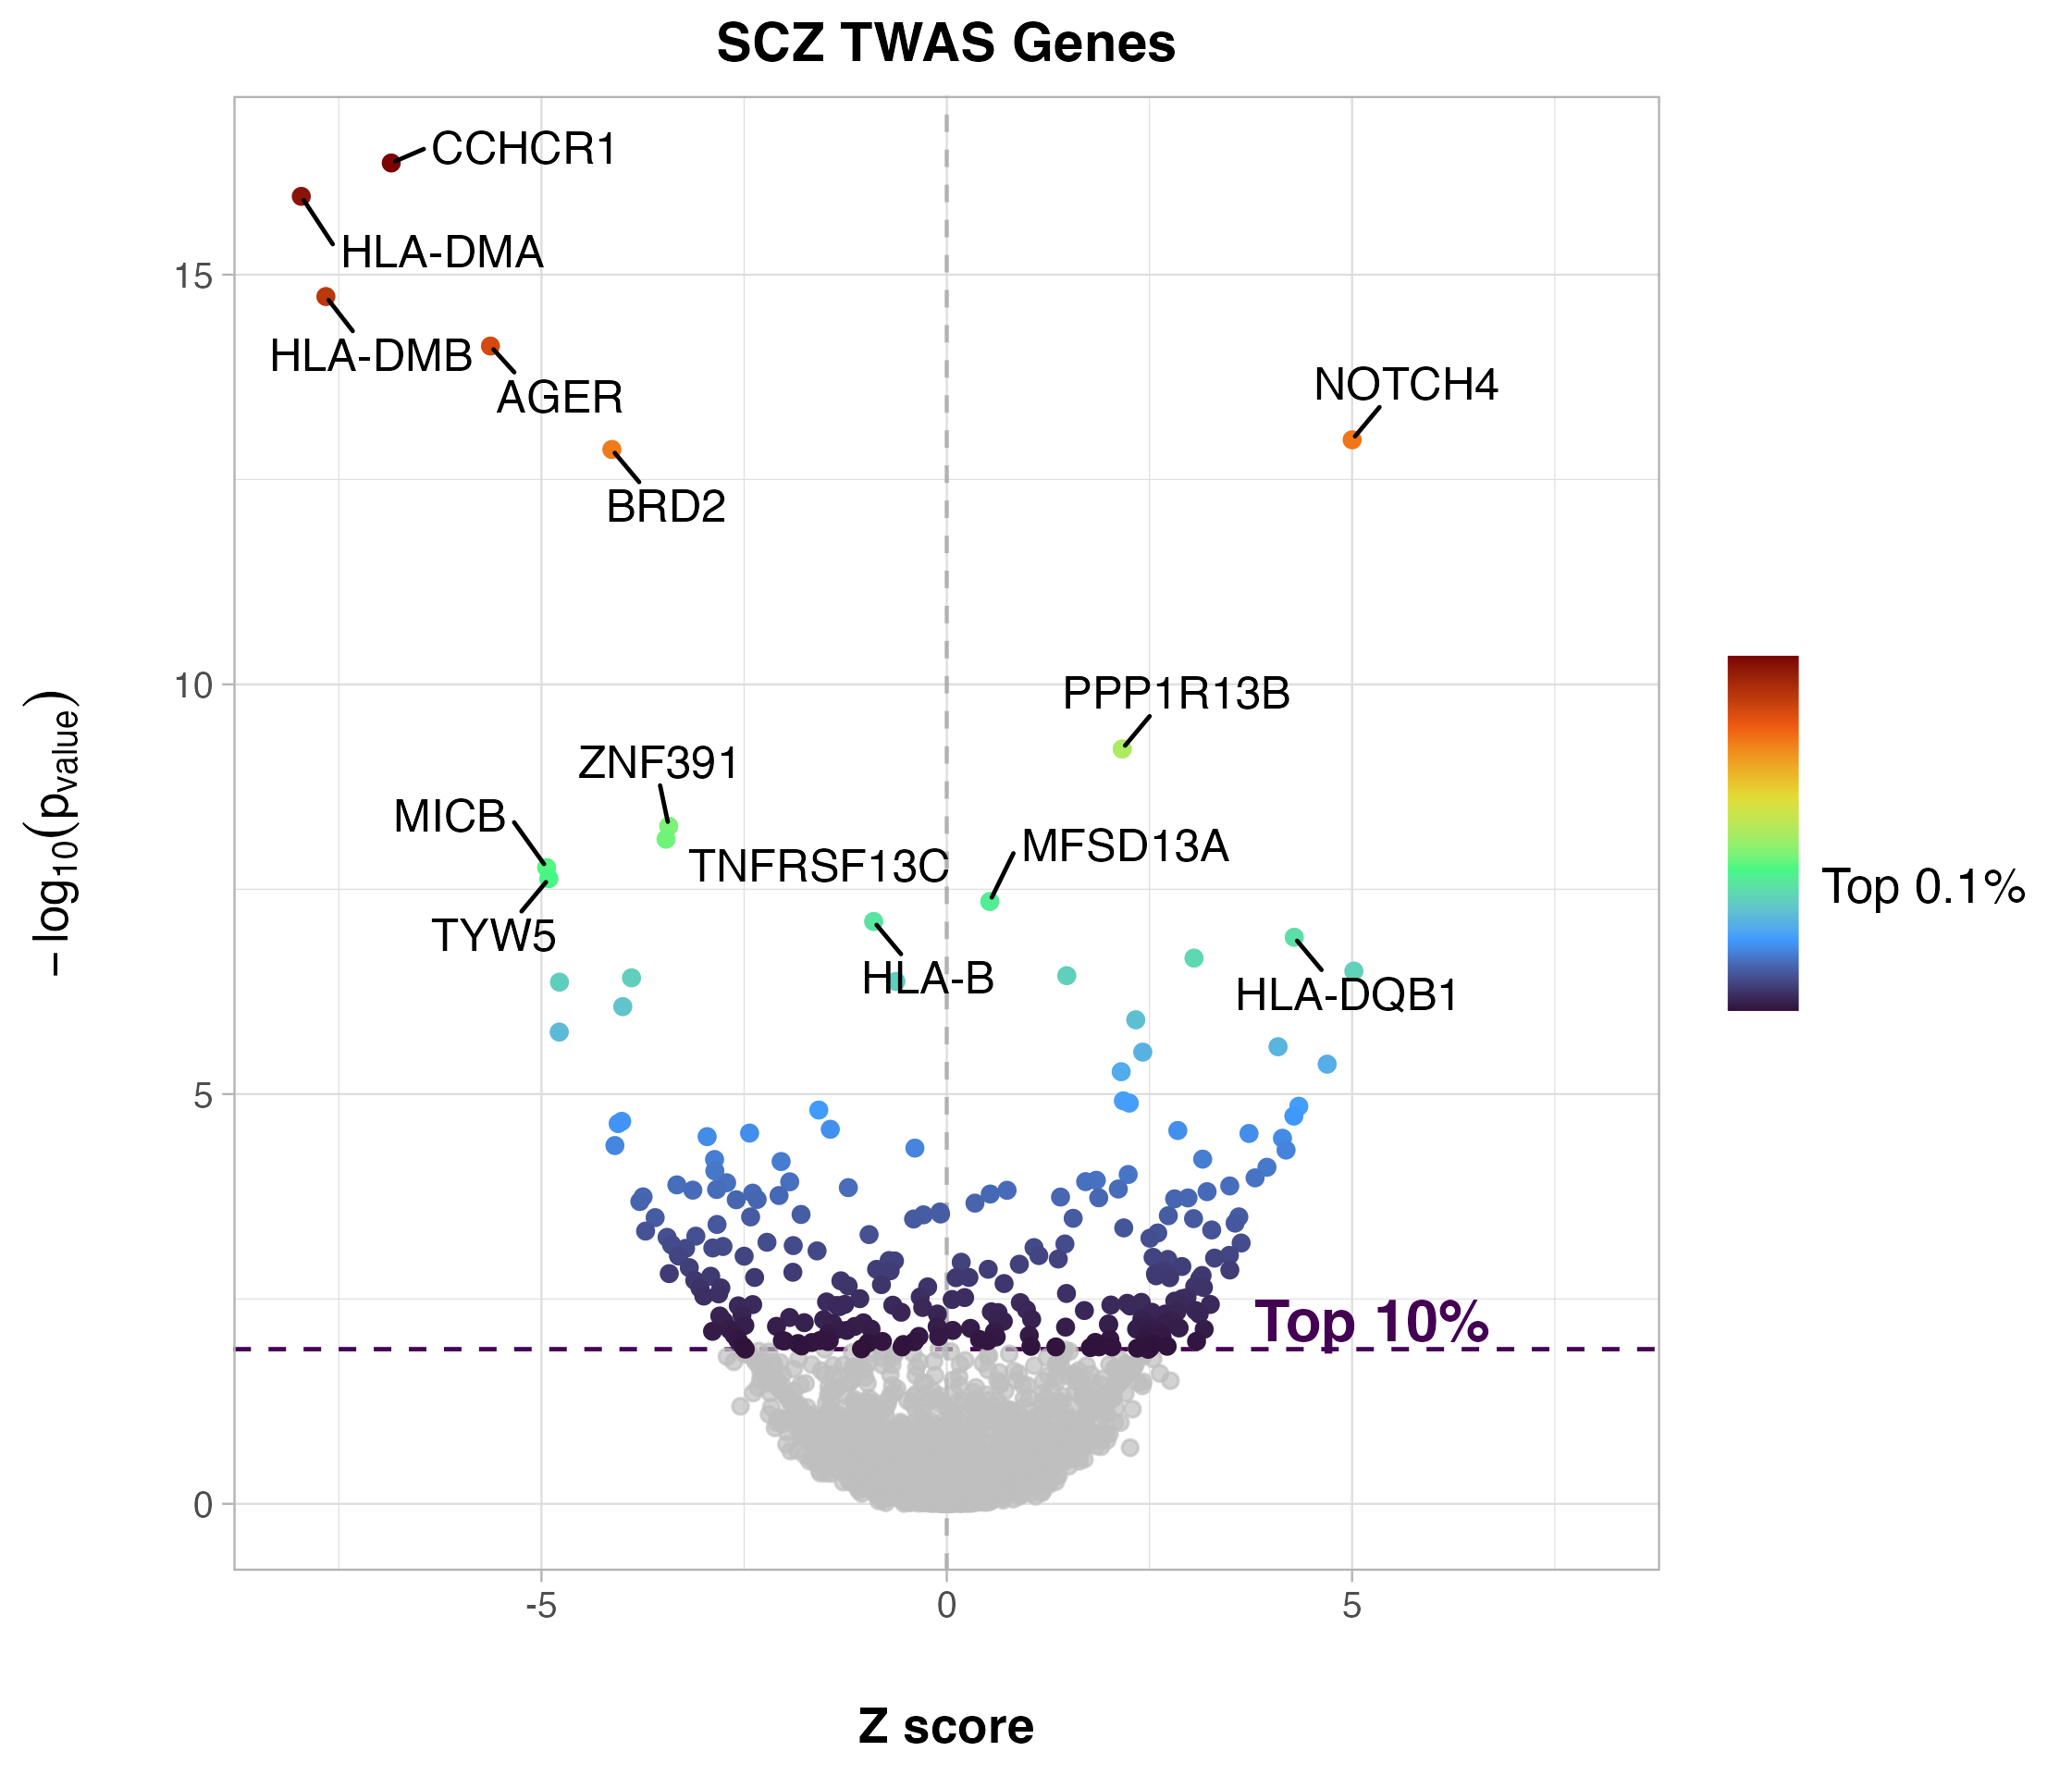 SCZ TWAS Genes
CCHCR1
HLA-DMA
15
HLA-DMB
AGER
NOTCH4
BRD2
10
PPP1R13B
ZNF391
MICB
MFSD13A
TNFRSF13C
Top 0.1%
TYW5
HLA-B
HLA-DQB1
5
Top 10%
0
-5 0 5
Z score
−log10(pvalue)